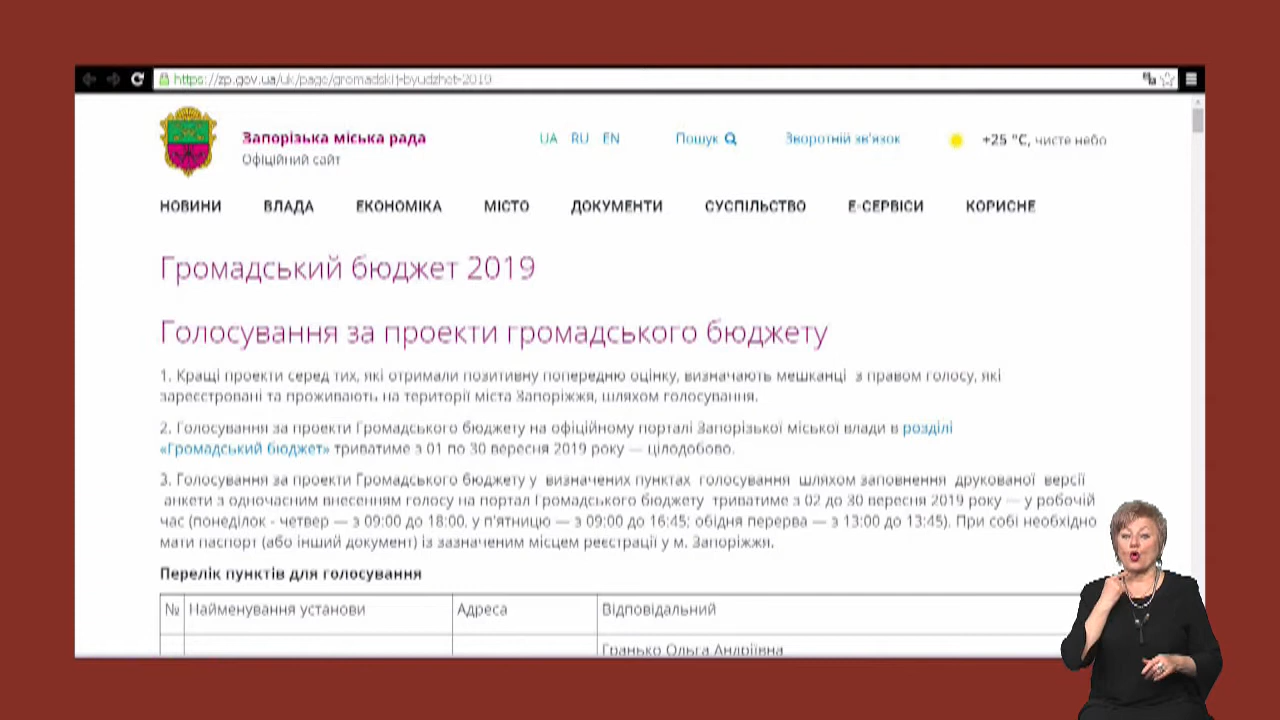 https://zp.gov.ua/uk/page/gromadskij-byudzhet-2019
Запорізька міська рада
Офіційний сайт
UA RU EN
Пошук
Зворотній зв'язок
+25 °C, чисте небо
НОВИНИ ВЛАДА ЕКОНОМІКА МІСТО ДОКУМЕНТИ СУСПІЛЬСТВО Е-СЕРВІСИ КОРИСНЕ
Громадський бюджет 2019
Голосування за проекти громадського бюджету
1. Кращі проекти серед тих, які отримали позитивну попередню оцінку, визначають мешканці з правом голосу, які
зареєстровані та проживають на території міста Запоріжжя, шляхом голосування.
2. Голосування за проекти Громадського бюджету на офіційному порталі Запорізької міської влади в розділі
«Громадський бюджет» триватиме з 01 по 30 вересня 2019 року — цілодобово.
3. Голосування за проекти Громадського бюджету у визначених пунктах голосування шляхом заповнення друкованої версії
анкети з одночасним внесенням голосу на портал Громадського бюджету триватиме з 02 до 30 вересня 2019 року — у робочій
час (понеділок - четвер — з 09:00 до 18:00, у п'ятницю — з 09:00 до 16:45; обідня перерва — з 13:00 до 13:45). При собі необхідно
мати паспорт (або інший документ) із зазначеним місцем реєстрації у м. Запоріжжя.
Перелік пунктів для голосування
№ Найменування установи Адреса Відповідальний
Гранько Ольга Андріївна